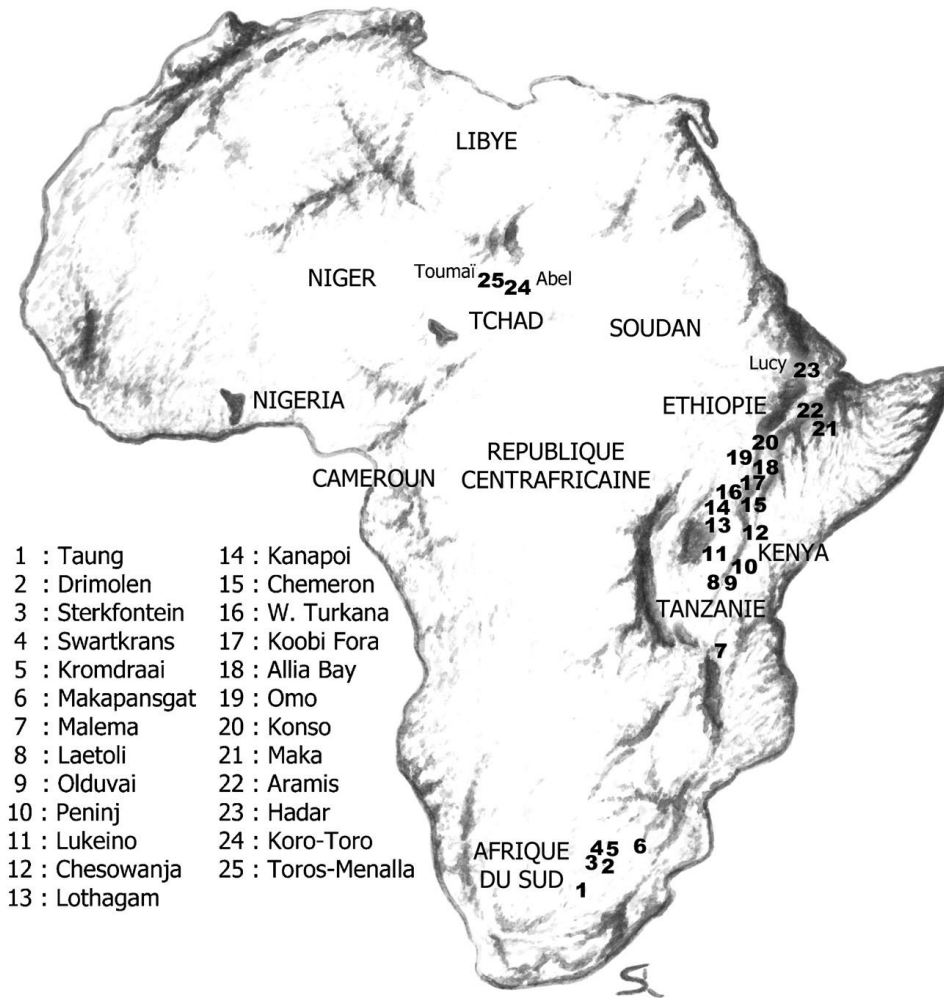 LIBYE
NIGER
Toumaï 25 24 Abel
TCHAD
SOUDAN
Lucy 23
NIGERIA
ETHIOPIE 22
21
20
REPUBLIQUE
CENTRAFRICAINE
CAMEROUN
19
18
17
16
14
15
13
12
11
KENYA
10
8 9
TANZANIE
7
1 : Taung
2 : Drimolen
3 : Sterkfontein
4 : Swartkrans
5 : Kromdraai
6 : Makapansgat
7 : Malema
8 : Laetoli
9 : Olduvai
10 : Peninj
11 : Lukeino
12 : Chesowanja
13 : Lothagam
14 : Kanapoi
15 : Chemeron
16 : W. Turkana
17 : Koobi Fora
18 : Allia Bay
19 : Omo
20 : Konso
21 : Maka
22 : Aramis
23 : Hadar
24 : Koro-Toro
25 : Toros-Menalla
AFRIQUE
DU SUD
45 6
3 2
1